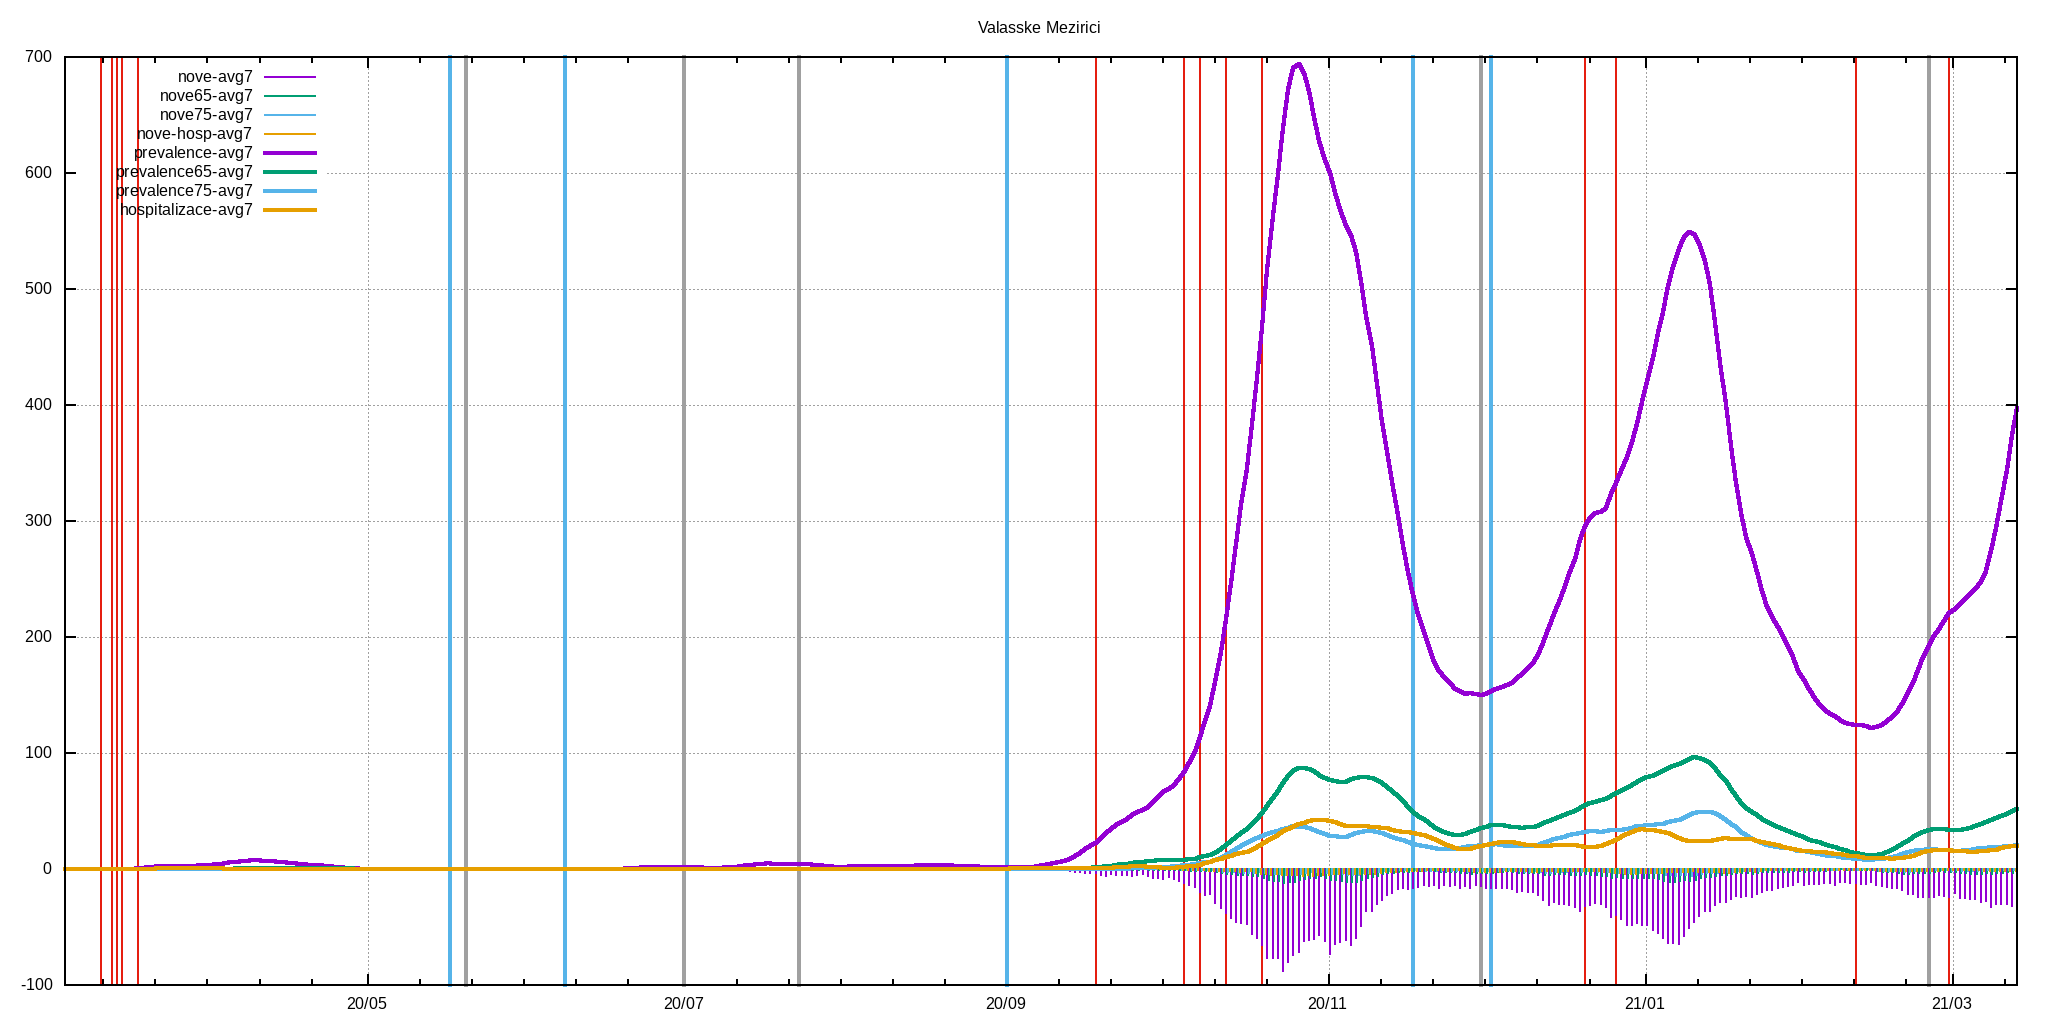 Valasske Mezirici
700
600
500
400
300
200
100
0
-100
nove-avg7
nove65-avg7
nove75-avg7
nove-hosp-avg7
prevalence-avg7
prevalence65-avg7
prevalence75-avg7
hospitalizace-avg7
20/05 20/07 20/09 20/11 21/01 21/03